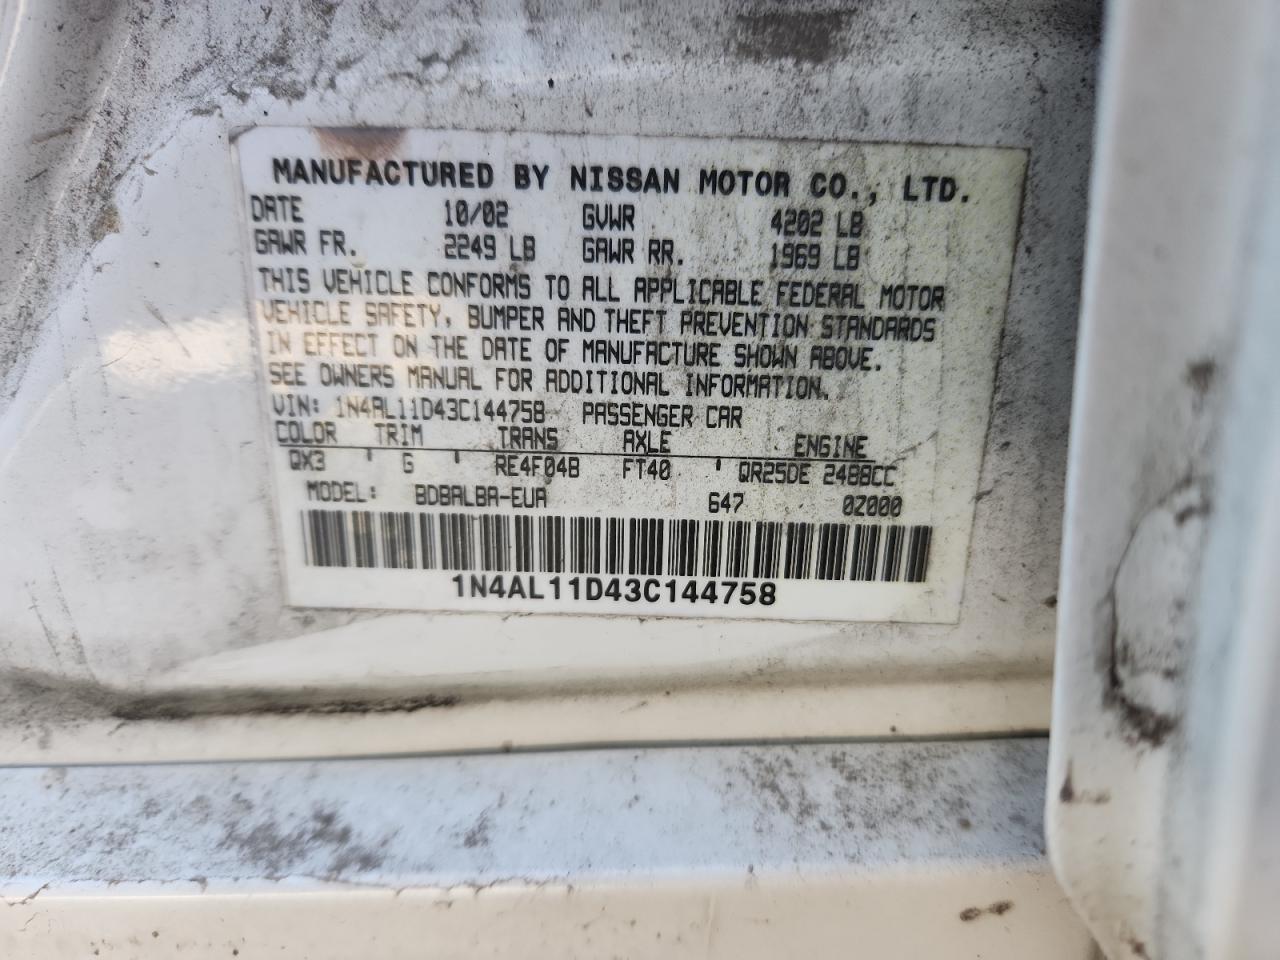 MANUFACTURED BY NISSAN MOTOR CO., LTD.
DATE 10/02 GVWR 4202 LB
GAWR FR. 2249 LB GAWR RR. 1969 LB
THIS VEHICLE CONFORMS TO ALL APPLICABLE FEDERAL MOTOR
VEHICLE SAFETY, BUMPER AND THEFT PREVENTION STANDARDS
IN EFFECT ON THE DATE OF MANUFACTURE SHOWN ABOVE.
SEE OWNERS MANUAL FOR ADDITIONAL INFORMATION.
VIN: 1N4AL11D43C144758 PASSENGER CAR
COLOR TRIM TRANS AXLE ENGINE
QX3 ' G ' RE4F04B FT40 ' QR25DE 2488CC
MODEL: BDBALBA-EUA 647 0Z000
1N4AL11D43C144758